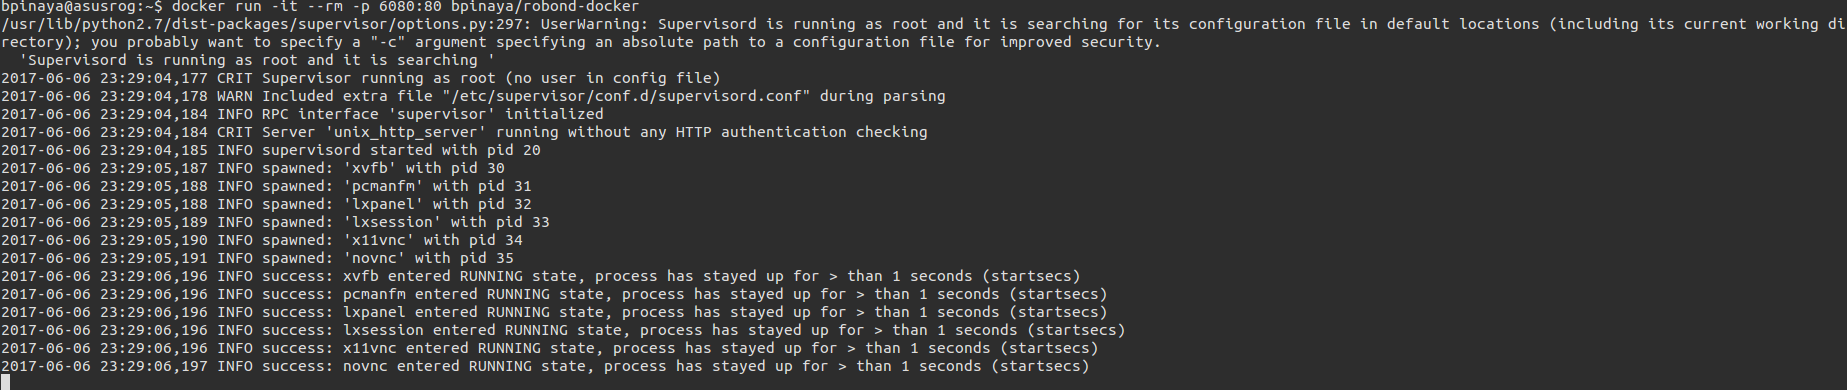 bpinaya@asusrog:~$ docker run -it --rm -p 6080:80 bpinaya/robond-docker
/usr/lib/python2.7/dist-packages/supervisor/options.py:297: UserWarning: Supervisord is running as root and it is searching for its configuration file in default locations (including its current working di
rectory); you probably want to specify a "-c" argument specifying an absolute path to a configuration file for improved security.
  'Supervisord is running as root and it is searching '
2017-06-06 23:29:04,177 CRIT Supervisor running as root (no user in config file)
2017-06-06 23:29:04,178 WARN Included extra file "/etc/supervisor/conf.d/supervisord.conf" during parsing
2017-06-06 23:29:04,184 INFO RPC interface 'supervisor' initialized
2017-06-06 23:29:04,184 CRIT Server 'unix_http_server' running without any HTTP authentication checking
2017-06-06 23:29:04,185 INFO supervisord started with pid 20
2017-06-06 23:29:05,187 INFO spawned: 'xvfb' with pid 30
2017-06-06 23:29:05,188 INFO spawned: 'pcmanfm' with pid 31
2017-06-06 23:29:05,188 INFO spawned: 'lxpanel' with pid 32
2017-06-06 23:29:05,189 INFO spawned: 'lxsession' with pid 33
2017-06-06 23:29:05,190 INFO spawned: 'x11vnc' with pid 34
2017-06-06 23:29:05,191 INFO spawned: 'novnc' with pid 35
2017-06-06 23:29:06,196 INFO success: xvfb entered RUNNING state, process has stayed up for > than 1 seconds (startsecs)
2017-06-06 23:29:06,196 INFO success: pcmanfm entered RUNNING state, process has stayed up for > than 1 seconds (startsecs)
2017-06-06 23:29:06,196 INFO success: lxpanel entered RUNNING state, process has stayed up for > than 1 seconds (startsecs)
2017-06-06 23:29:06,196 INFO success: lxsession entered RUNNING state, process has stayed up for > than 1 seconds (startsecs)
2017-06-06 23:29:06,196 INFO success: x11vnc entered RUNNING state, process has stayed up for > than 1 seconds (startsecs)
2017-06-06 23:29:06,197 INFO success: novnc entered RUNNING state, process has stayed up for > than 1 seconds (startsecs)